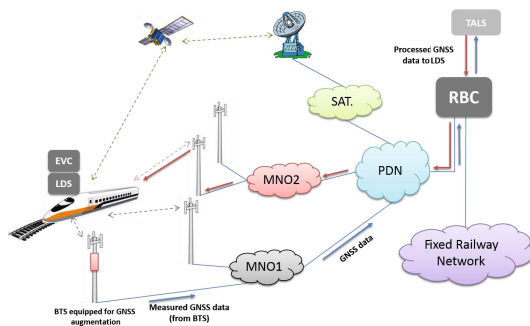 TALS
Processed GNSS
data to LDS
SAT.
RBC
EVC
LDS
MNO2
PDN
GNSS data
MNO1
Fixed Railway
Network
BTS equipped for GNSS
augmentation
Measured GNSS data
(from BTS)